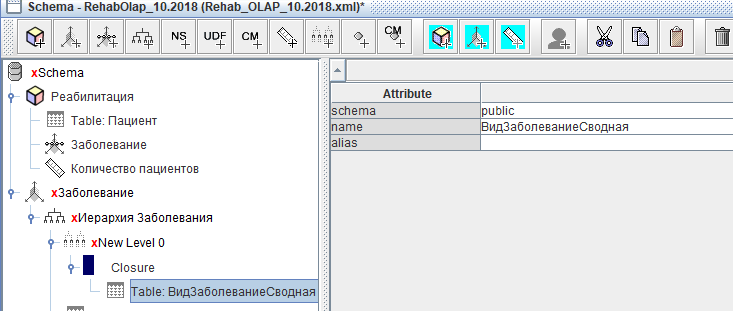 Schema - RehabOlap_10.2018 (Rehab_OLAP_10.2018.xml)*
NS UDF CM CM
xSchema
Реабилитация
Table: Пациент
Заболевание
Количество пациентов
xЗаболевание
xИерархия Заболевания
xNew Level 0
Closure
Table: ВидЗаболеваниеСводная
Attribute
schema public
name ВидЗаболеваниеСводная
alias